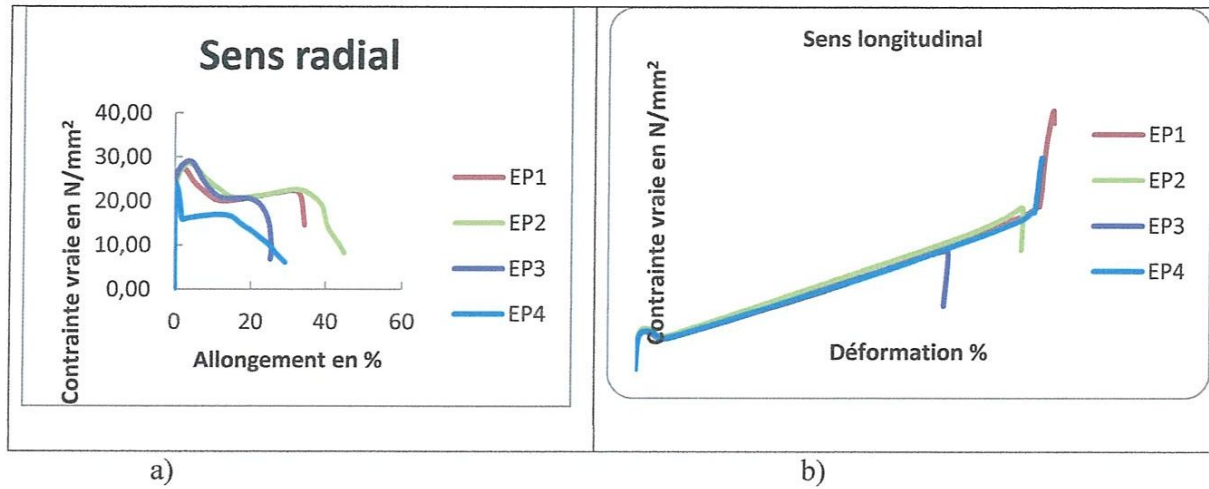 Sens radial
Contrainte vraie en N/mm²
40,00
30,00
20,00
10,00
0,00
0
20
40
60
Allongement en %
EP1
EP2
EP3
EP4
a)
Sens longitudinal
Contrainte vraie en N/mm²
Déformation %
EP1
EP2
EP3
EP4
b)